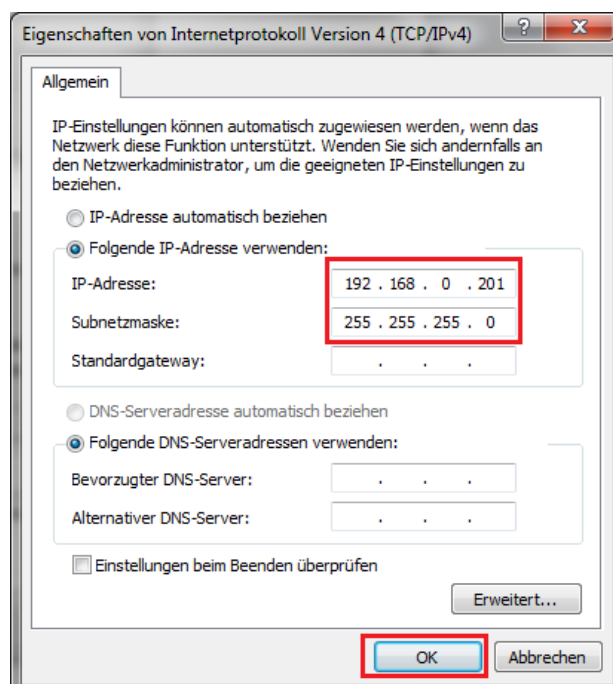 Eigenschaften von Internetprotokoll Version 4 (TCP/IPv4)
?
X
Allgemein
IP-Einstellungen können automatisch zugewiesen werden, wenn das
Netzwerk diese Funktion unterstützt. Wenden Sie sich andernfalls an
den Netzwerkadministrator, um die geeigneten IP-Einstellungen zu
beziehen.
IP-Adresse automatisch beziehen
Folgende IP-Adresse verwenden:
IP-Adresse: 192 . 168 . 0 . 201
Subnetzmaske: 255 . 255 . 255 . 0
Standardgateway: . . .
DNS-Serveradresse automatisch beziehen
Folgende DNS-Serveradressen verwenden:
Bevorzugter DNS-Server: . . .
Alternativer DNS-Server: . . .
Einstellungen beim Beenden überprüfen
Erweitert...
OK Abbrechen